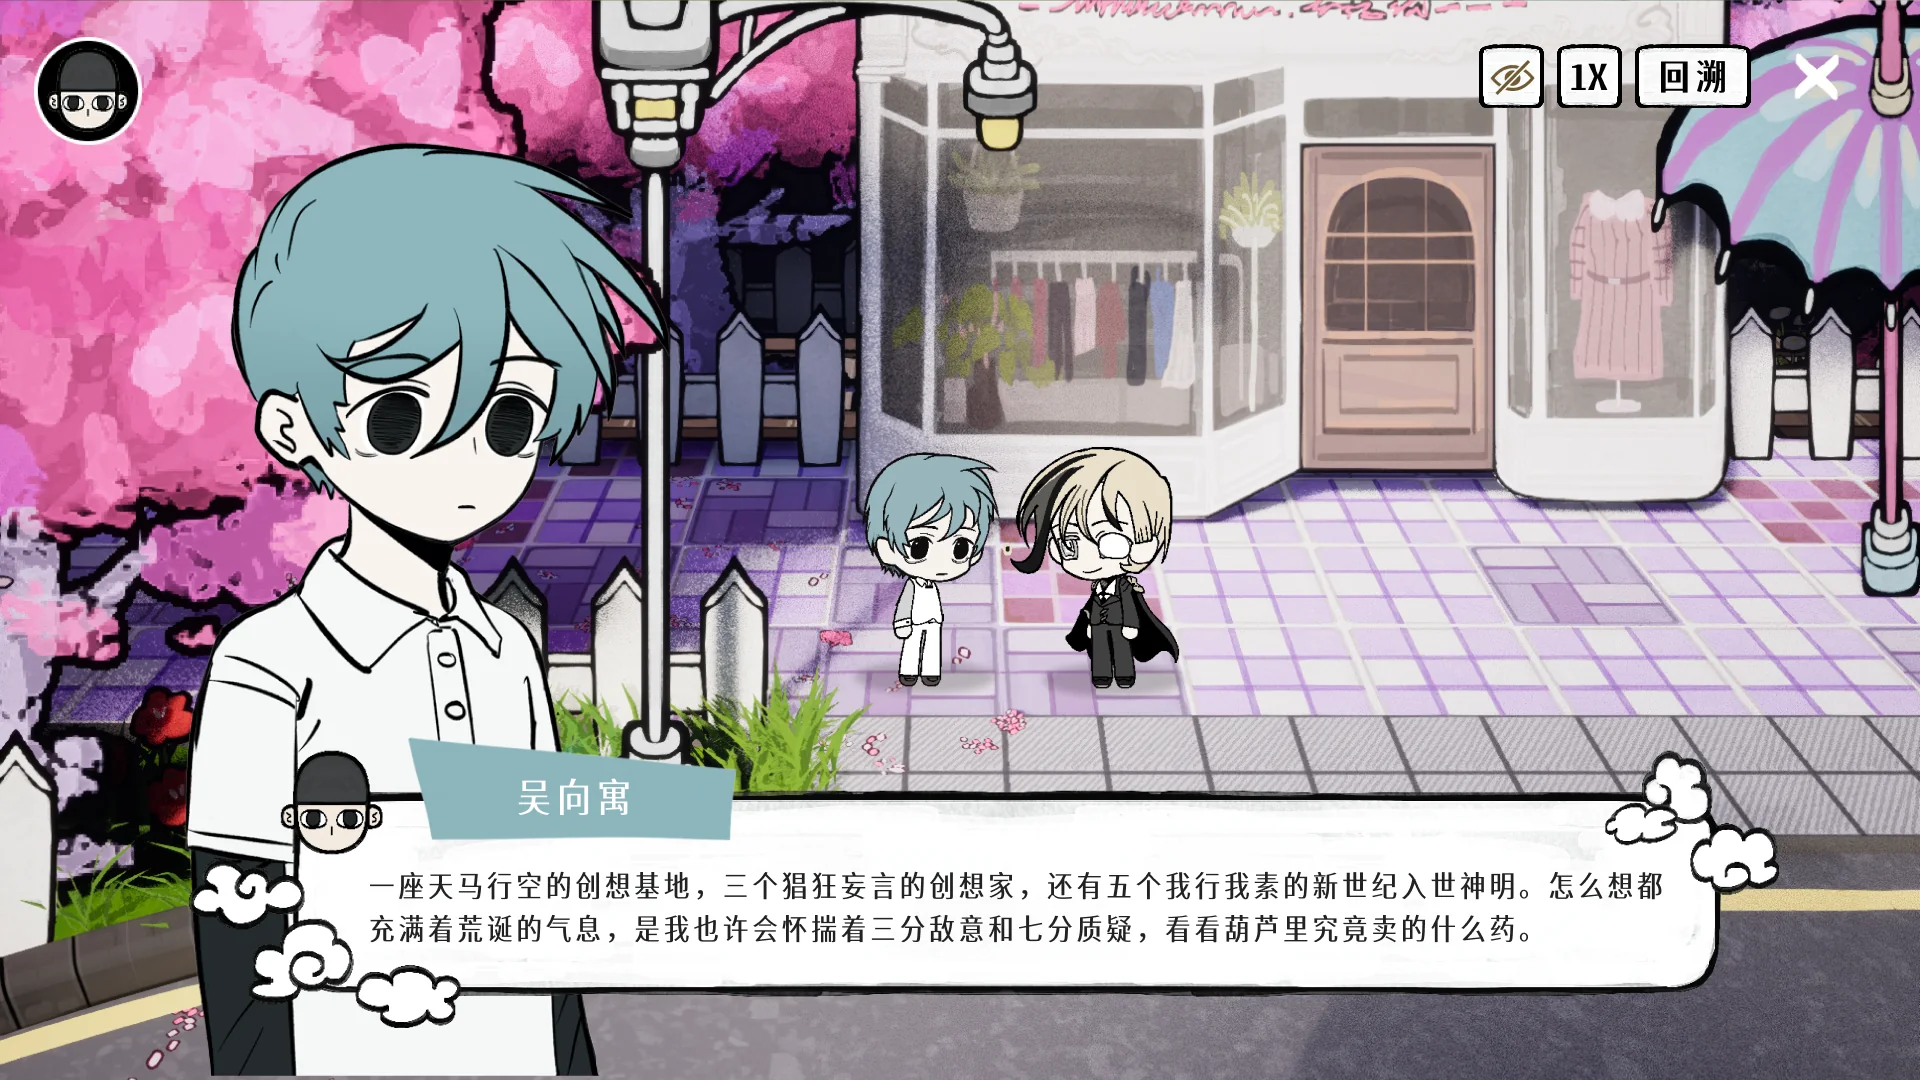 1X
回溯
吴向寓
一座天马行空的创想基地，三个猖狂妄言的创想家，还有五个我行我素的新世纪入世神明。怎么想都
充满着荒诞的气息，是我也许会怀揣着三分敌意和七分质疑，看看葫芦里究竟卖的什么药。